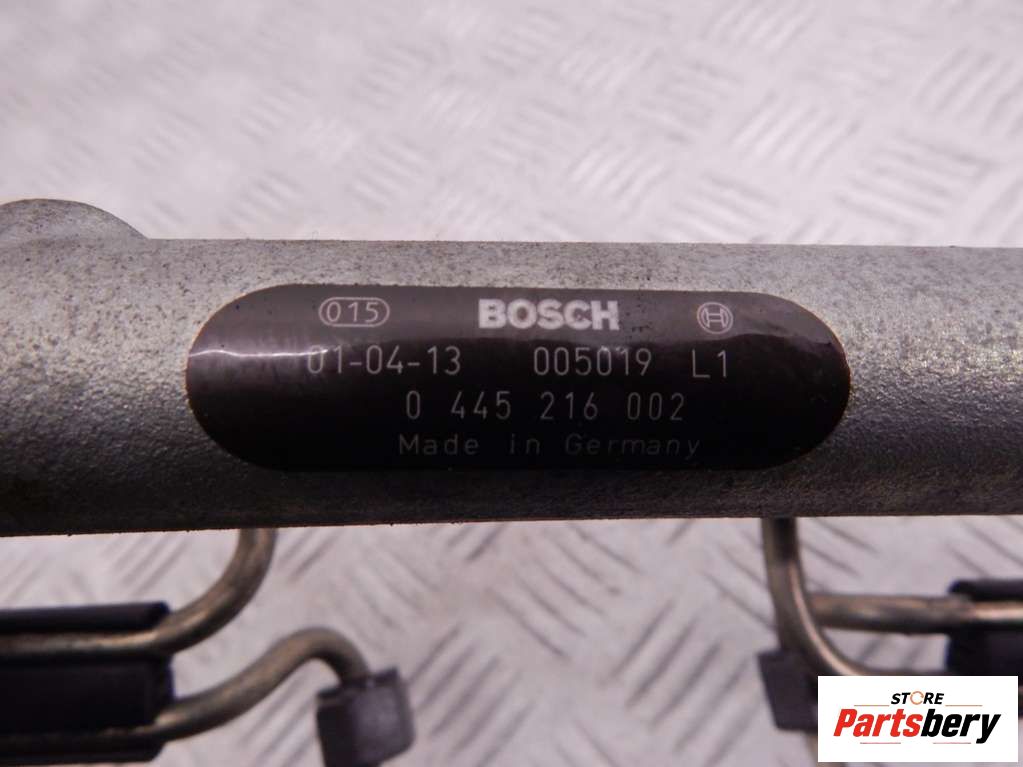 015 BOSCH
01-04-13 005019 L1
0 445 216 002
Made in Germany
STORE
Partsbery